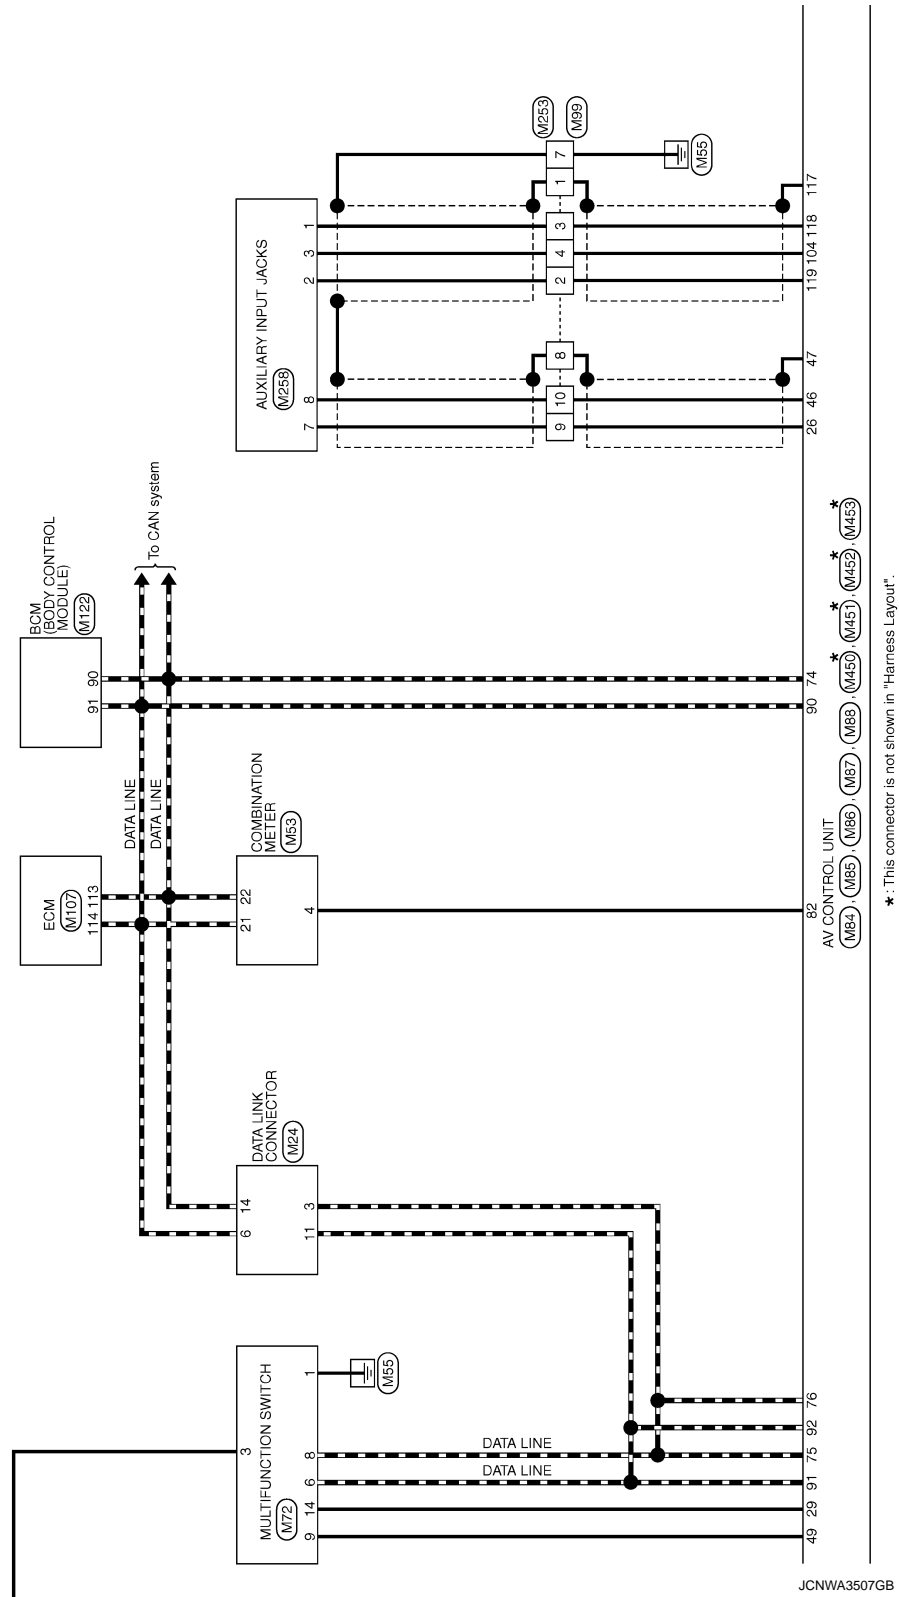 3
MULTIFUNCTION SWITCH
M72
9
14
6
8
1
M55
DATA LINE
DATA LINE
49
29
91
75
92
76
DATA LINK
CONNECTOR
M24
6
14
11
3
ECM
M107
114
113
DATA LINE
DATA LINE
COMBINATION
METER
M53
21
22
4
82
BCM
(BODY CONTROL
MODULE)
M122
91
90
To CAN system
90
74
AUXILIARY INPUT JACKS
M258
7
8
2
3
1
9
10
8
2
4
3
1
7
M253
M99
M55
26
46
47
119
104
118
117
AV CONTROL UNIT
M84 , M85 , M86 , M87 , M88 , M450 * , M451 * , M452 * , M453 *
* : This connector is not shown in "Harness Layout".
JCNWA3507GB